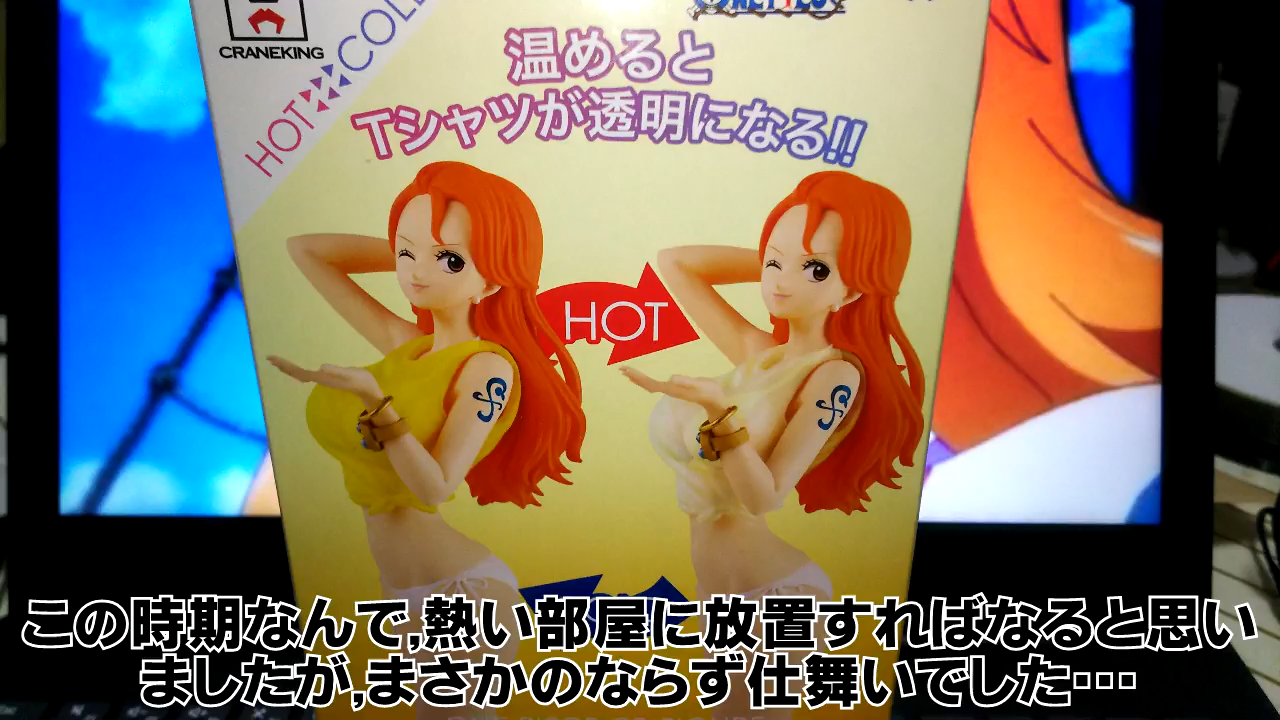 CRANEKING
HOT
温めると
Tシャツが透明になる!!
HOT
この時期なんで,熱い部屋に放置すればなると思い
ましたが,まさかのならず仕舞いでした…